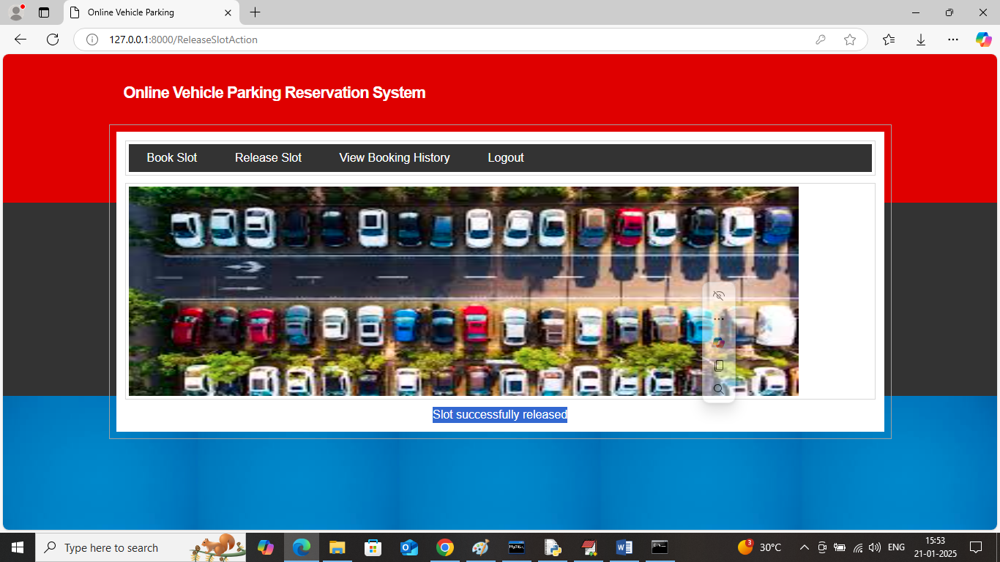 Online Vehicle Parking
127.0.0.1:8000/ReleaseSlotAction
Online Vehicle Parking Reservation System
Book Slot Release Slot View Booking History Logout
Slot successfully released
Type here to search
3 30°C ENG 15:53
21-01-2025